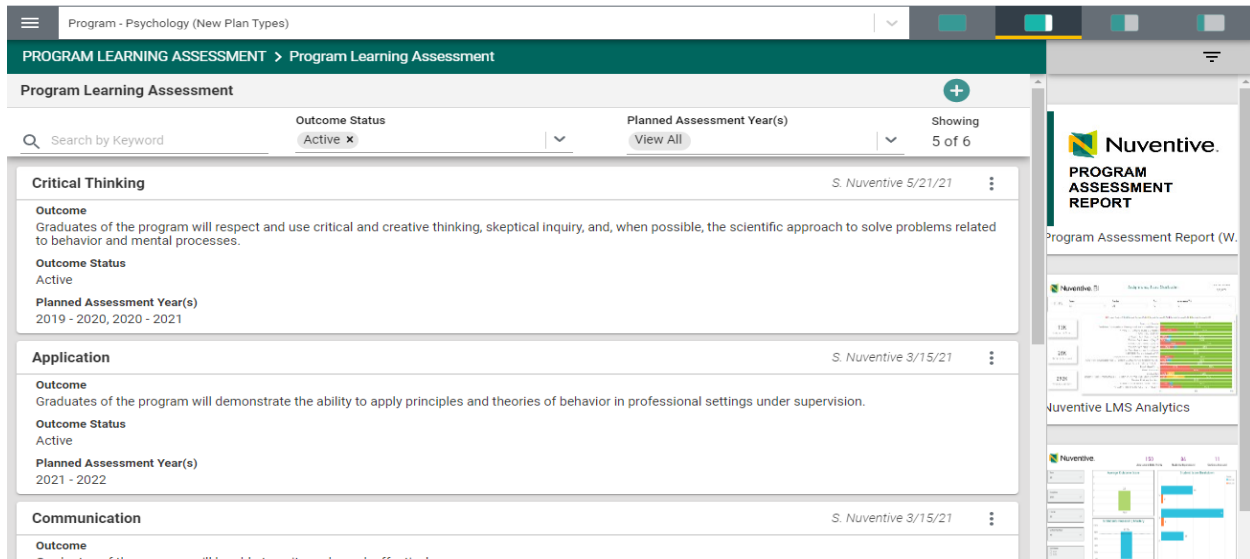 Program - Psychology (New Plan Types)
PROGRAM LEARNING ASSESSMENT > Program Learning Assessment
Program Learning Assessment
Search by Keyword
Outcome Status
Active ×
Planned Assessment Year(s)
View All
Showing
5 of 6
Critical Thinking
S. Nuventive 5/21/21
Outcome
Graduates of the program will respect and use critical and creative thinking, skeptical inquiry, and, when possible, the scientific approach to solve problems related
to behavior and mental processes.
Outcome Status
Active
Planned Assessment Year(s)
2019 - 2020, 2020 - 2021
Application
S. Nuventive 3/15/21
Outcome
Graduates of the program will demonstrate the ability to apply principles and theories of behavior in professional settings under supervision.
Outcome Status
Active
Planned Assessment Year(s)
2021 - 2022
Communication
S. Nuventive 3/15/21
Outcome
Nuventive.
PROGRAM
ASSESSMENT
REPORT
Program Assessment Report (W.
Nuventive.
Nuventive LMS Analytics
Nuventive.